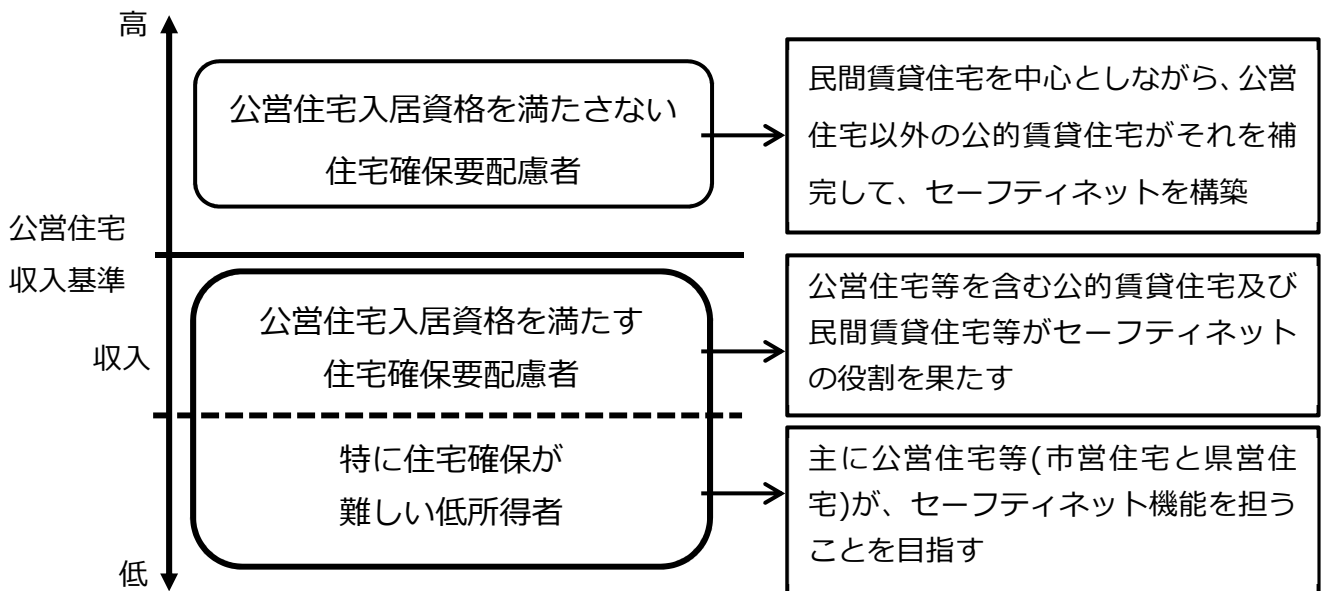 高
公営住宅入居資格を満たさない
住宅確保要配慮者
民間賃貸住宅を中心としながら、公営
住宅以外の公的賃貸住宅がそれを補
完して、セーフティネットを構築
公営住宅
収入基準
公営住宅入居資格を満たす
住宅確保要配慮者
公営住宅等を含む公的賃貸住宅及び
民間賃貸住宅等がセーフティネット
の役割を果たす
収入
特に住宅確保が
難しい低所得者
主に公営住宅等(市営住宅と県営住
宅)が、セーフティネット機能を担う
ことを目指す
低